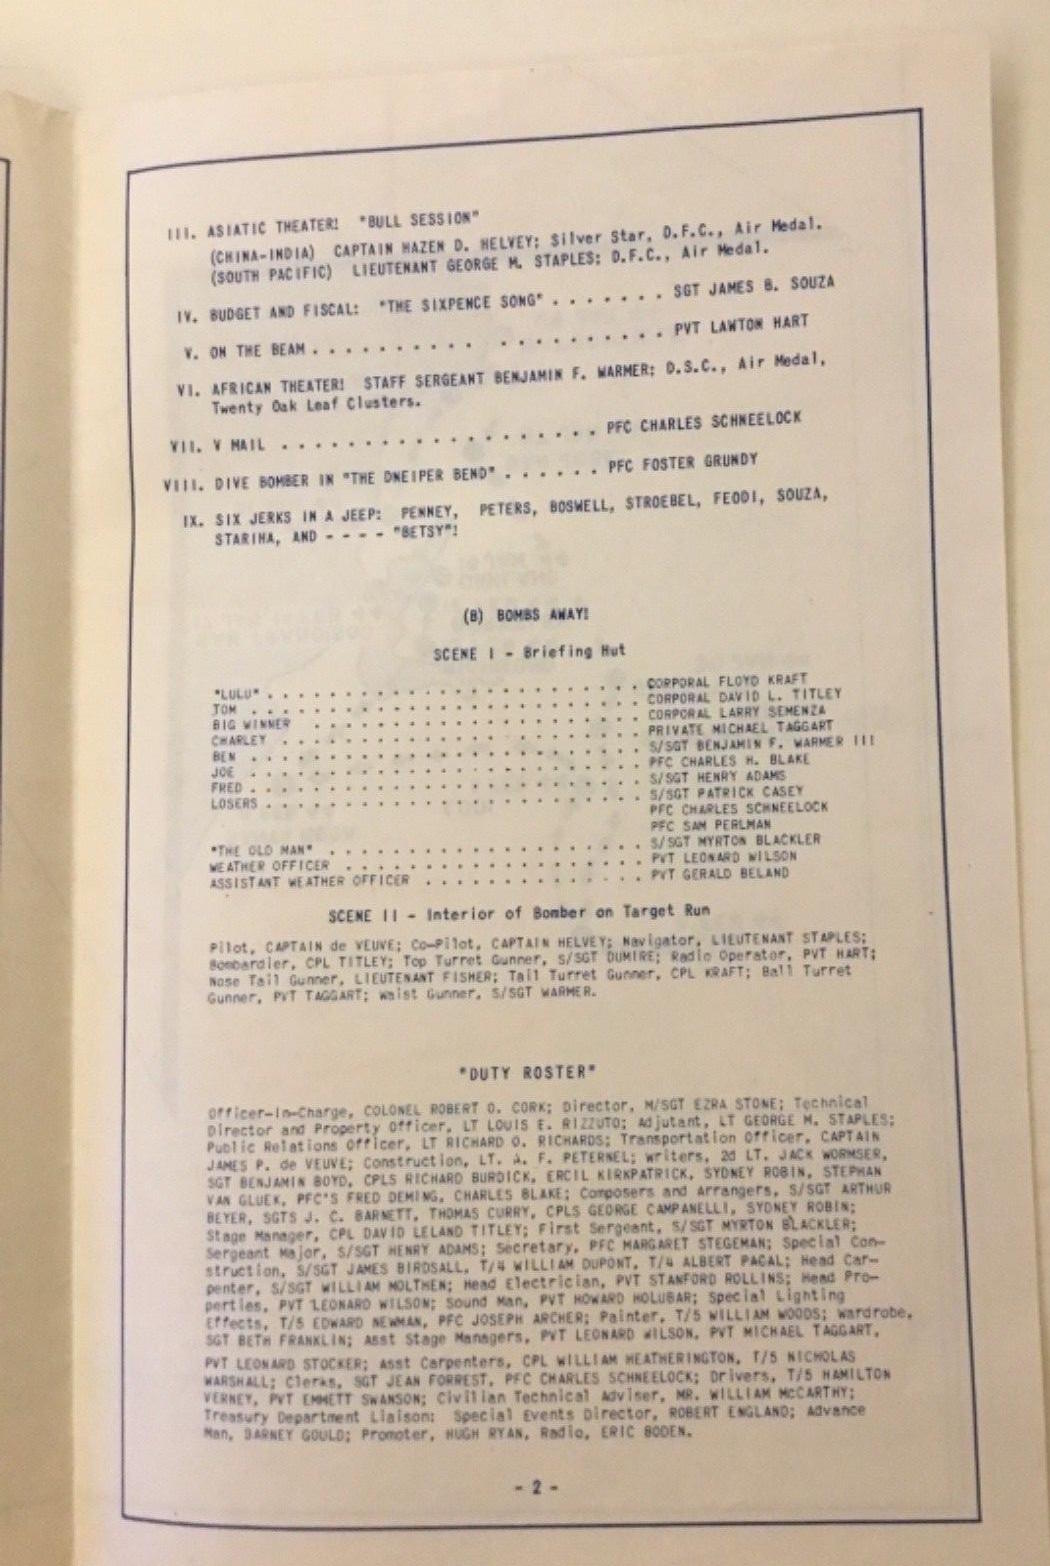 III. ASIATIC THEATER! "BULL SESSION"
(CHINA-INDIA) CAPTAIN HAZEN D. HELVEY; Silver Star, D.F.C., Air Medal.
(SOUTH PACIFIC) LIEUTENANT GEORGE M. STAPLES; D.F.C., Air Medal.
IV. BUDGET AND FISCAL: "THE SIXPENCE SONG" . . . . . . . SGT JAMES B. SOUZA
V. ON THE BEAM . . . . . . . . . . . . . . . . . . . . PVT LAWTON HART
VI. AFRICAN THEATER! STAFF SERGEANT BENJAMIN F. WARMER; D.S.C., Air Medal,
Twenty Oak Leaf Clusters.
VII. V MAIL . . . . . . . . . . . . . . . . . . . PFC CHARLES SCHNEELOCK
VIII. DIVE BOMBER IN "THE DNEIPER BEND" . . . . . . PFC FOSTER GRUNDY
IX. SIX JERKS IN A JEEP: PENNEY, PETERS, BOSWELL, STROEBEL, FEODI, SOUZA,
STARIHA, AND - - - - "BETSY"!
(B) BOMBS AWAY!
SCENE I - Briefing Hut
"LULU" . . . . . . . . . . . . . . . . . . . . . . . . CORPORAL FLOYD KRAFT
TOM . . . . . . . . . . . . . . . . . . . . . . . . . CORPORAL DAVID L. TITLEY
BIG WINNER . . . . . . . . . . . . . . . . . . . . . CORPORAL LARRY SEMENZA
CHARLEY . . . . . . . . . . . . . . . . . . . . . . . PRIVATE MICHAEL TAGGART
BEN . . . . . . . . . . . . . . . . . . . . . . . . . S/SGT BENJAMIN F. WARMER III
JOE . . . . . . . . . . . . . . . . . . . . . . . . . PFC CHARLES H. BLAKE
FRED . . . . . . . . . . . . . . . . . . . . . . . . . S/SGT HENRY ADAMS
LOSERS . . . . . . . . . . . . . . . . . . . . . . . . S/SGT PATRICK CASEY
PFC CHARLES SCHNEELOCK
PFC SAM PERLMAN
"THE OLD MAN" . . . . . . . . . . . . . . . . . . . . S/SGT MYRTON BLACKLER
WEATHER OFFICER . . . . . . . . . . . . . . . . . . . PVT LEONARD WILSON
ASSISTANT WEATHER OFFICER . . . . . . . . . . . . . . PVT GERALD BELAND
SCENE II - Interior of Bomber on Target Run
Pilot, CAPTAIN de VEUVE; Co-Pilot, CAPTAIN HELVEY; Navigator, LIEUTENANT STAPLES;
Bombardier, CPL TITLEY; Top Turret Gunner, S/SGT DUMIRE; Radio Operator, PVT HART;
Nose Tail Gunner, LIEUTENANT FISHER; Tail Turret Gunner, CPL KRAFT; Ball Turret
Gunner, PVT TAGGART; Waist Gunner, S/SGT WARMER.
"DUTY ROSTER"
Officer-in-Charge, COLONEL ROBERT O. CORK; Director, M/SGT EZRA STONE; Technical
Director and Property Officer, LT LOUIS E. RIZZUTO; Adjutant, LT GEORGE M. STAPLES;
Public Relations Officer, LT RICHARD O. RICHARDS; Transportation Officer, CAPTAIN
JAMES P. de VEUVE; Construction, LT. A. F. PETERNEL; Writers, 2d LT. JACK WORMSER,
SGT BENJAMIN BOYD, CPLS RICHARD BURDICK, ERCIL KIRKPATRICK, SYDNEY ROBIN, STEPHAN
VAN GLUEK, PFC'S FRED DEMING, CHARLES BLAKE; Composers and Arrangers, S/SGT ARTHUR
BEYER, SGTS J. C. BARNETT, THOMAS CURRY, CPLS GEORGE CAMPANELLI, SYDNEY ROBIN;
Stage Manager, CPL DAVID LELAND TITLEY; First Sergeant, S/SGT MYRTON BLACKLER;
Sergeant Major, S/SGT HENRY ADAMS; Secretary, PFC MARGARET STEGEMAN; Special Con-
struction, S/SGT JAMES BIRDSALL, T/4 WILLIAM DUPONT, T/4 ALBERT PAGAL; Head Car-
penter, S/SGT WILLIAM MOLTHEN; Head Electrician, PVT STANFORD ROLLINS; Head Pro-
perties, PVT LEONARD WILSON; Sound Man, PVT HOWARD HOLUBAR; Special Lighting
Effects, T/5 EDWARD NEWMAN, PFC JOSEPH ARCHER; Painter, T/5 WILLIAM WOODS; Wardrobe,
SGT BETH FRANKLIN; Asst Stage Managers, PVT LEONARD WILSON, PVT MICHAEL TAGGART,
PVT LEONARD STOCKER; Asst Carpenters, CPL WILLIAM HEATHERINGTON, T/5 NICHOLAS
WARSHALL; Clerks, SGT JEAN FORREST, PFC CHARLES SCHNEELOCK; Drivers, T/5 HAMILTON
VERNEY, PVT EMMETT SWANSON; Civilian Technical Adviser, MR. WILLIAM McCARTHY;
Treasury Department Liaison: Special Events Director, ROBERT ENGLAND; Advance
Man, BARNEY GOULD; Promoter, HUGH RYAN, Radio, ERIC BODEN.
- 2 -